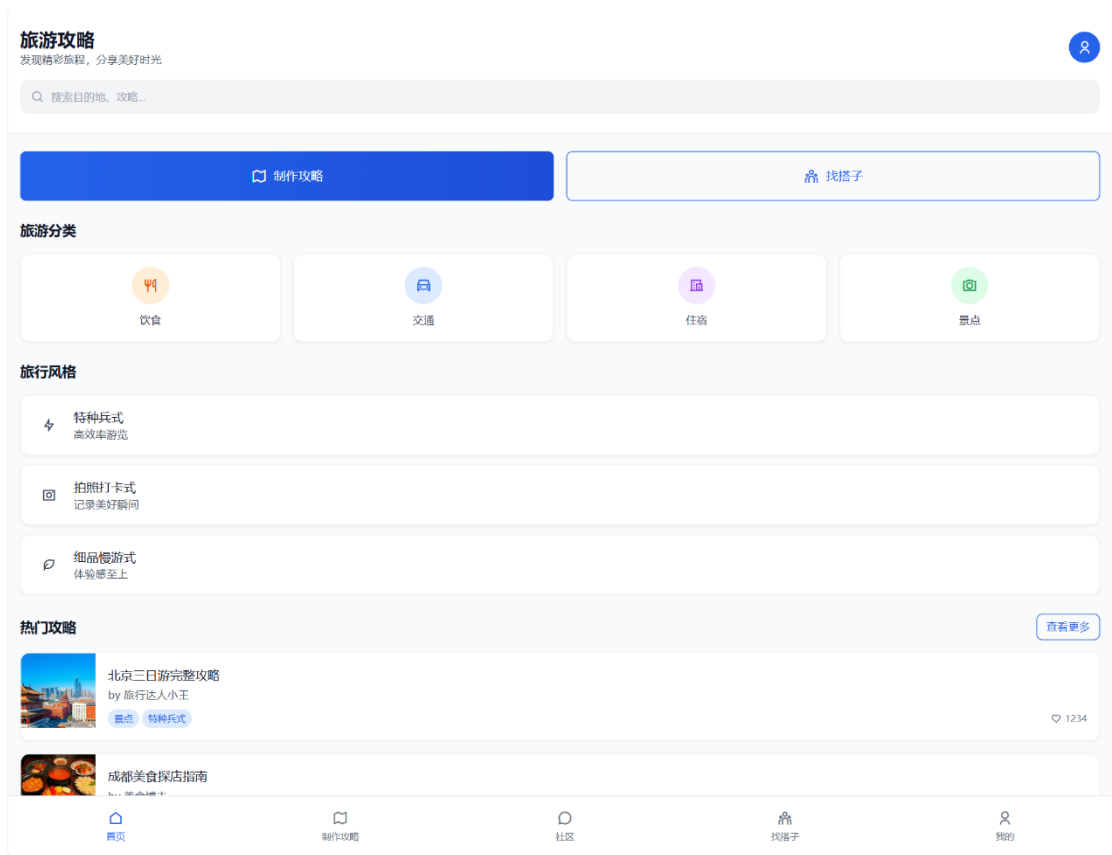 旅游攻略
发现精彩旅程，分享美好时光
搜索目的地、攻略...
制作攻略
找搭子
旅游分类
饮食
交通
住宿
景点
旅行风格
特种兵式
高效率游览
拍照打卡式
记录美好瞬间
细品慢游式
体验感至上
热门攻略
查看更多
北京三日游完整攻略
by 旅行达人小王
景点 特种兵式
1234
成都美食探店指南
首页
制作攻略
社区
找搭子
我的